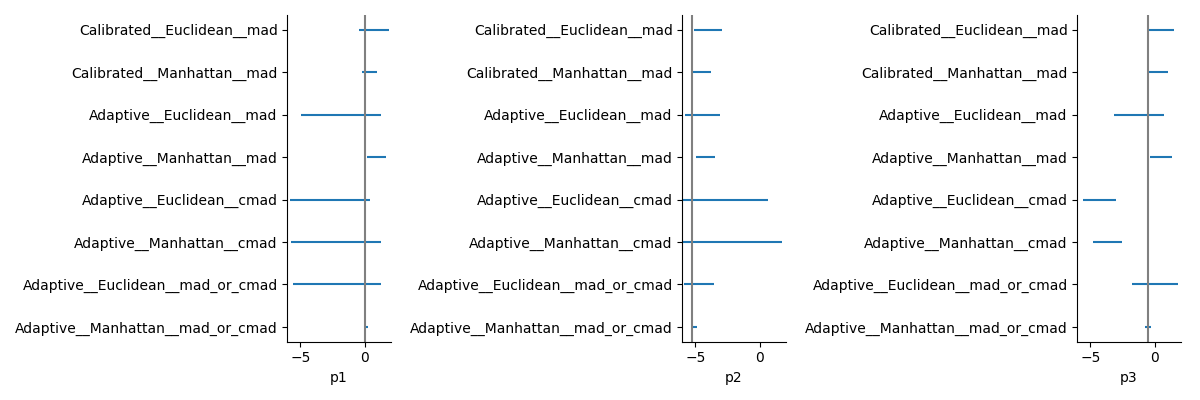 Calibrated__Euclidean__mad
Calibrated__Manhattan__mad
Adaptive__Euclidean__mad
Adaptive__Manhattan__mad
Adaptive__Euclidean__cmad
Adaptive__Manhattan__cmad
Adaptive__Euclidean__mad_or_cmad
Adaptive__Manhattan__mad_or_cmad
−5 0
p1
Calibrated__Euclidean__mad
Calibrated__Manhattan__mad
Adaptive__Euclidean__mad
Adaptive__Manhattan__mad
Adaptive__Euclidean__cmad
Adaptive__Manhattan__cmad
Adaptive__Euclidean__mad_or_cmad
Adaptive__Manhattan__mad_or_cmad
−5 0
p2
Calibrated__Euclidean__mad
Calibrated__Manhattan__mad
Adaptive__Euclidean__mad
Adaptive__Manhattan__mad
Adaptive__Euclidean__cmad
Adaptive__Manhattan__cmad
Adaptive__Euclidean__mad_or_cmad
Adaptive__Manhattan__mad_or_cmad
−5 0
p3